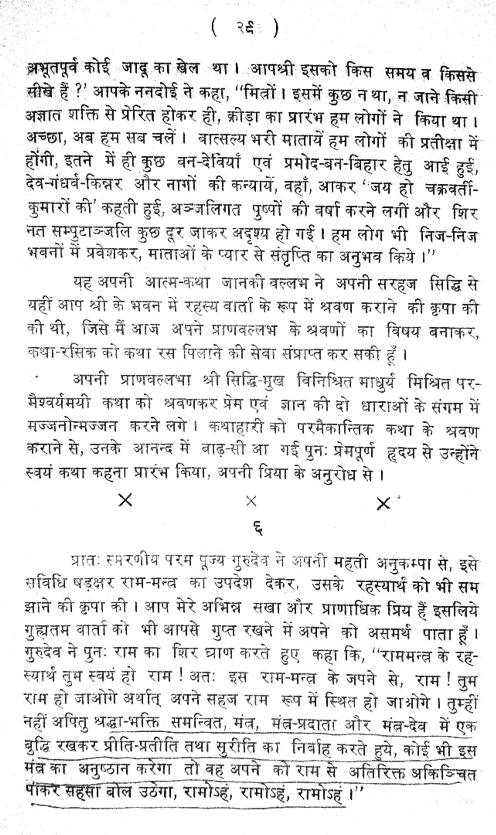 ( २९ )
अभूतपूर्व कोई जादू का खेल था । आपश्री इसको किस समय व किससे
सीखे हैं ?' आपके ननदोई ने कहा, "मित्रों ! इसमें कुछ न था, न जाने किसी
अज्ञात शक्ति से प्रेरित होकर ही, क्रीड़ा का प्रारंभ हम लोगों ने किया था ।
अच्छा, अब हम सब चलें । वात्सल्य भरी मातायें हम लोगों की प्रतीक्षा में
होंगी, इतने में ही कुछ वन-देवियाँ एवं प्रमोद-बन-बिहार हेतु आई हुई,
देव-गंधर्व-किन्नर और नागों की कन्यायें, वहाँ, आकर 'जय हो चक्रवर्ती-
कुमारों की' कहती हुई, अञ्जलिगत पुष्पों की वर्षा करने लगीं और शिर
नत सम्पुटाञ्जलि कुछ दूर जाकर अदृश्य हो गई । हम लोग भी निज-निज
भवनों में प्रवेशकर, माताओं के प्यार से संतृप्ति का अनुभव किये ।"
यह अपनी आत्म-कथा जानकी वल्लभ ने अपनी सरहज सिद्धि से
यहीं आप श्री के भवन में रहस्य वार्ता के रूप में श्रवण कराने की कृपा की
की थी, जिसे मैं आज अपने प्राणवल्लभ के श्रवणों का विषय बनाकर,
कथा-रसिक को कथा रस पिलाने की सेवा संप्राप्त कर सकी हूँ ।
अपनी प्राणवल्लभा श्री सिद्धि-मुख विनिश्रित माधुर्य मिश्रित पर-
मैश्वर्यमयी कथा को श्रवणकर प्रेम एवं ज्ञान की दो धाराओं के संगम में
मज्जनोन्मज्जन करने लगे । कथाहारी को परमैकान्तिक कथा के श्रवण
कराने से, उनके आनन्द में बाढ़-सी आ गई पुनः प्रेमपूर्ण हृदय से उन्होंने
स्वयं कथा कहना प्रारंभ किया, अपनी प्रिया के अनुरोध से ।
× × ×
६
प्रातः स्मरणीय परम पूज्य गुरुदेव ने अपनी महती अनुकम्पा से, इसे
सविधि षड़क्षर राम-मन्त्र का उपदेश देकर, उसके रहस्यार्थ को भी सम
झाने की कृपा की । आप मेरे अभिन्न सखा और प्राणाधिक प्रिय हैं इसलिये
गुह्यतम वार्ता को भी आपसे गुप्त रखने में अपने को असमर्थ पाता हूँ ।
गुरुदेव ने पुनः राम का शिर घ्राण करते हुए कहा कि, "राममन्त्र के रह-
स्यार्थ तुम स्वयं हो राम ! अतः इस राम-मन्त्र के जपने से, राम ! तुम
राम हो जाओगे अर्थात् अपने सहज राम रूप में स्थित हो जाओगे । तुम्हीं
नहीं अपितु श्रद्धा-भक्ति समन्वित, मंत्र, मंत्र-प्रदाता और मंत्र-देव में एक
बुद्धि रखकर प्रीति-प्रतीति तथा सुरीति का निर्वाह करते हुये, कोई भी इस
मंत्र का अनुष्ठान करेगा तो वह अपने को राम से अतिरिक्त अकिञ्चित
पाकर सहसा बोल उठेगा, रामोऽहं, रामोऽहं, रामोऽहं ।"